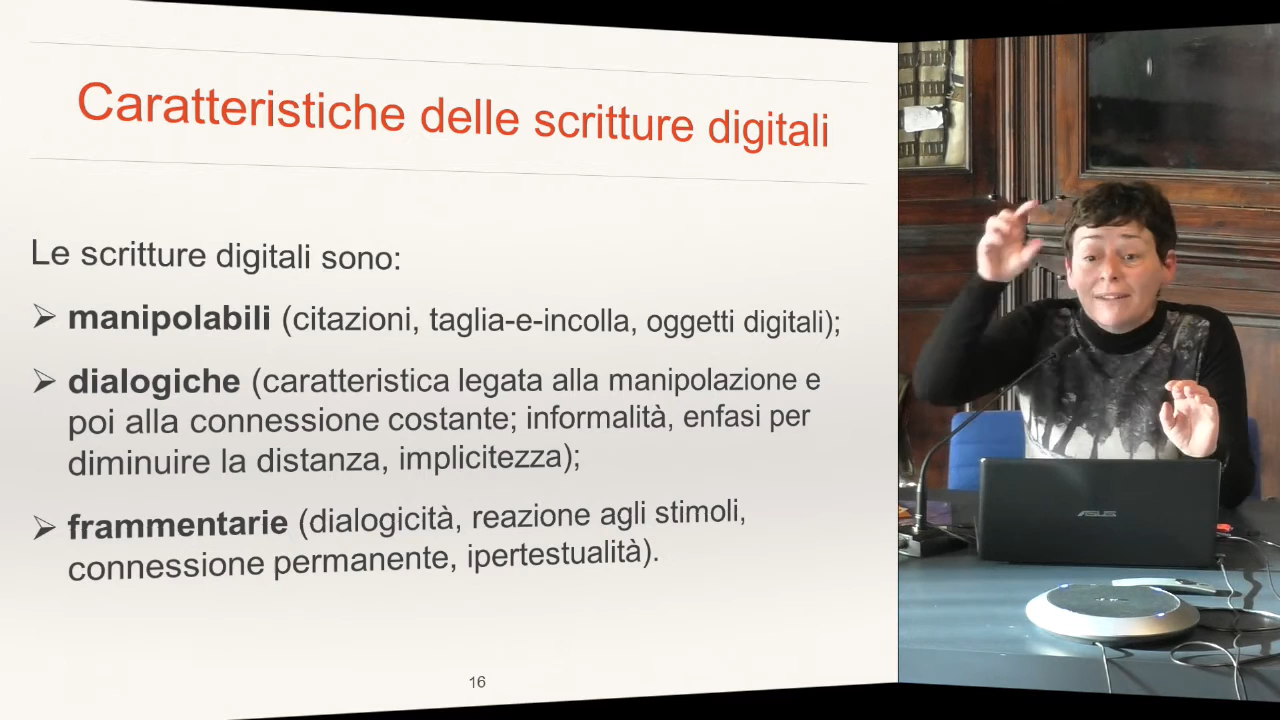 Caratteristiche delle scritture digitali
Le scritture digitali sono:
➢ manipolabili (citazioni, taglia-e-incolla, oggetti digitali);
➢ dialogiche (caratteristica legata alla manipolazione e
poi alla connessione costante; informalità, enfasi per
diminuire la distanza, implicitezza);
➢ frammentarie (dialogicità, reazione agli stimoli,
connessione permanente, ipertestualità).
16
ASUS